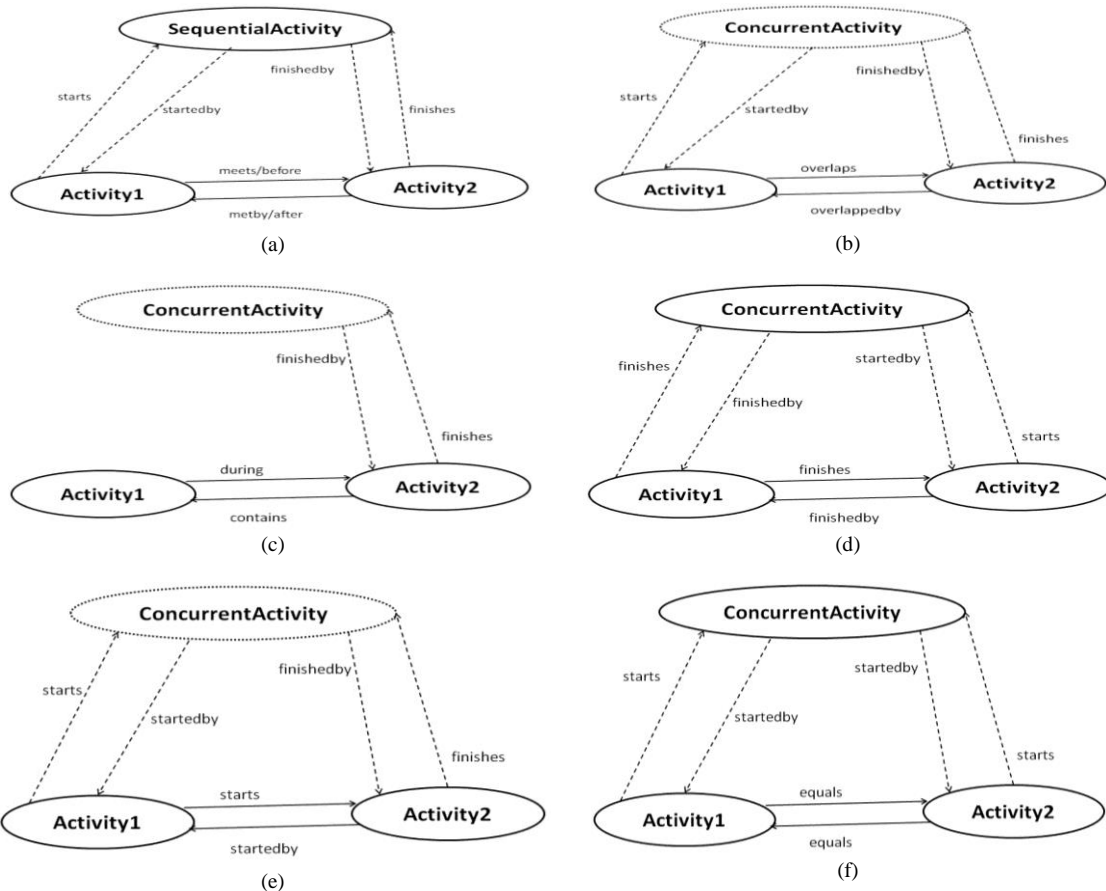 SequentialActivity
finishedby
starts
startedby
finishes
meets/before
Activity1
Activity2
metby/after
(a)
ConcurrentActivity
finishedby
starts
startedby
finishes
overlaps
Activity1
Activity2
overlappedby
(b)
ConcurrentActivity
finishedby
finishes
during
Activity1
Activity2
contains
(c)
ConcurrentActivity
finishes
startedby
finishedby
starts
finishes
Activity1
Activity2
finishedby
(d)
ConcurrentActivity
finishedby
starts
startedby
finishes
starts
Activity1
Activity2
startedby
(e)
ConcurrentActivity
startedby
starts
startedby
starts
equals
Activity1
Activity2
equals
(f)